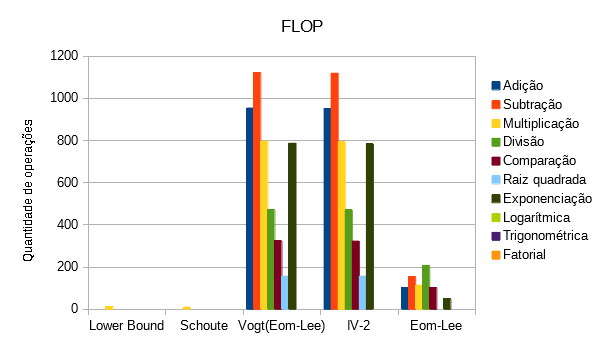 FLOP
1200
1000
800
600
400
200
0
Quantidade de operações
Lower Bound
Schoute
Vogt(Eom-Lee)
IV-2
Eom-Lee
Adição
Subtração
Multiplicação
Divisão
Comparação
Raiz quadrada
Exponenciação
Logarítmica
Trigonométrica
Fatorial